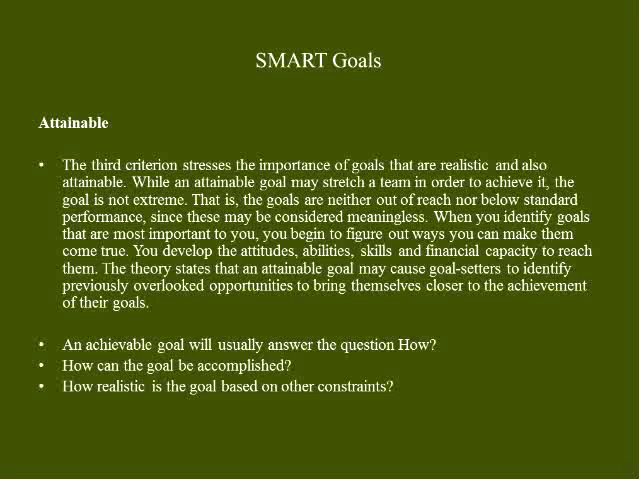 SMART Goals
Attainable
• The third criterion stresses the importance of goals that are realistic and also
attainable. While an attainable goal may stretch a team in order to achieve it, the
goal is not extreme. That is, the goals are neither out of reach nor below standard
performance, since these may be considered meaningless. When you identify goals
that are most important to you, you begin to figure out ways you can make them
come true. You develop the attitudes, abilities, skills and financial capacity to reach
them. The theory states that an attainable goal may cause goal-setters to identify
previously overlooked opportunities to bring themselves closer to the achievement
of their goals.
• An achievable goal will usually answer the question How?
• How can the goal be accomplished?
• How realistic is the goal based on other constraints?